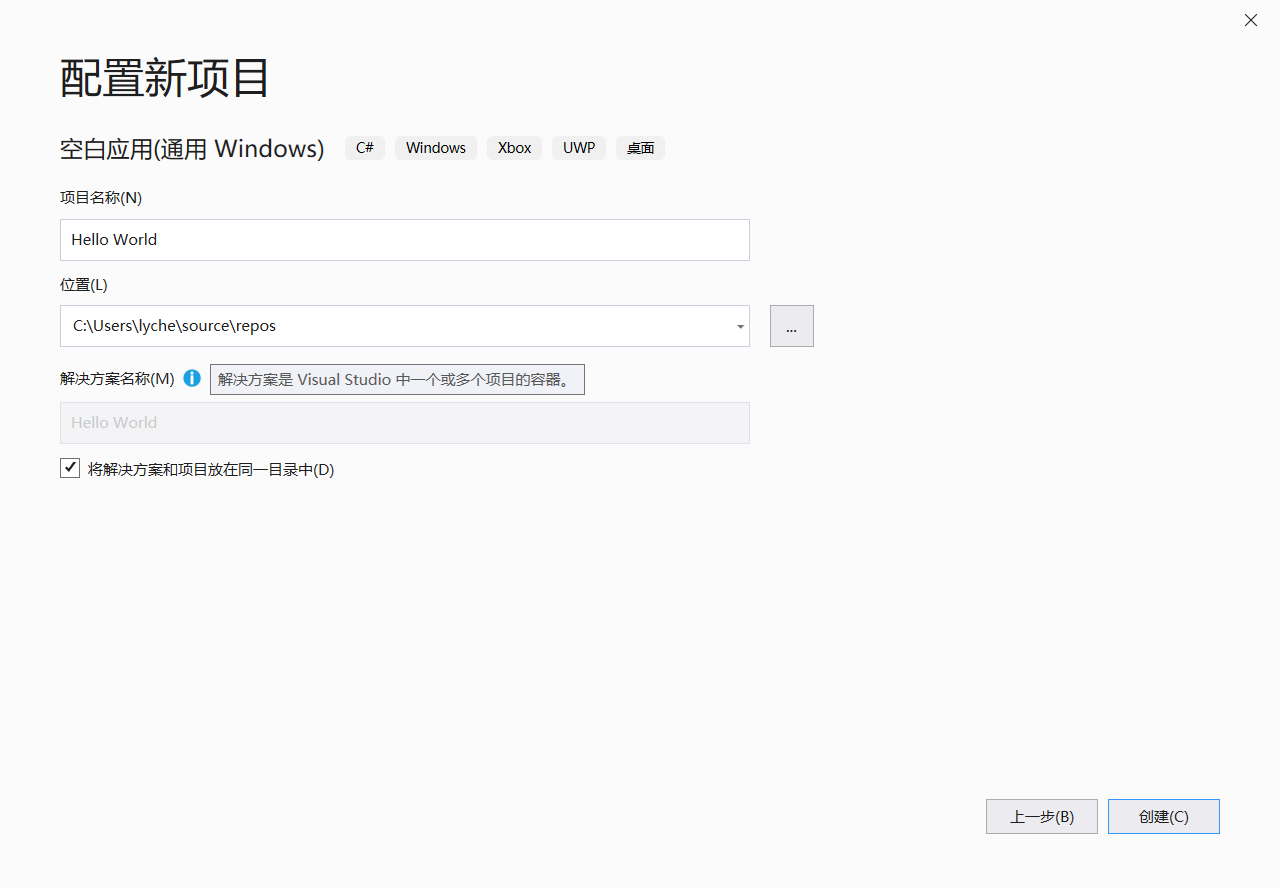 配置新项目
空白应用(通用 Windows) C# Windows Xbox UWP 桌面
项目名称(N)
Hello World
位置(L)
C:\Users\lyche\source\repos
...
解决方案名称(M) 解决方案是 Visual Studio 中一个或多个项目的容器。
Hello World
将解决方案和项目放在同一目录中(D)
上一步(B) 创建(C)